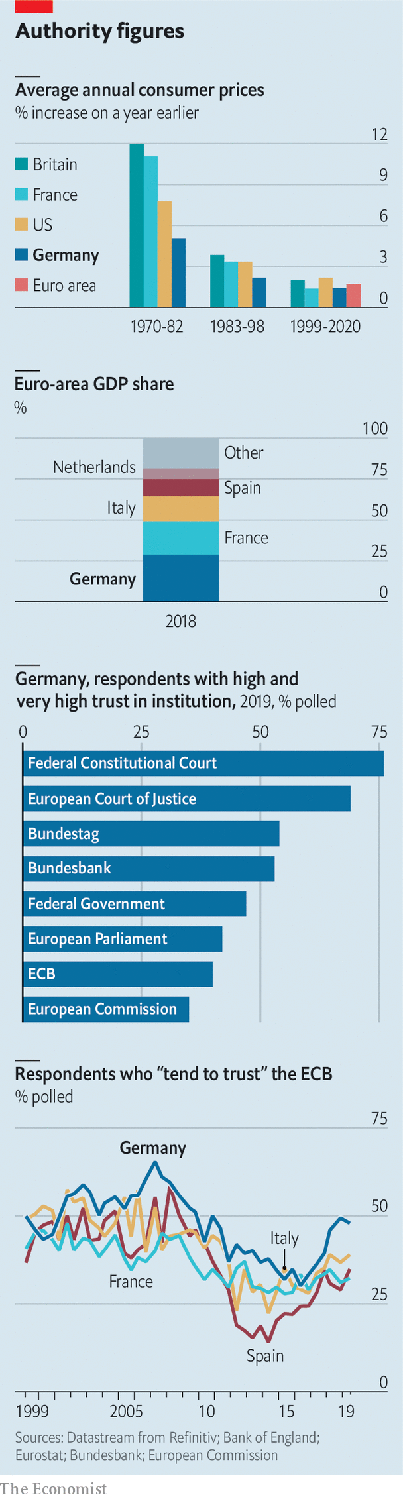 Authority figures
Average annual consumer prices
% increase on a year earlier
12
9
6
3
0
Britain
France
US
Germany
Euro area
1970-82
1983-98
1999-2020
Euro-area GDP share
%
100
75
50
25
0
Other
Netherlands
Spain
Italy
France
Germany
2018
Germany, respondents with high and
very high trust in institution, 2019, % polled
0
25
50
75
Federal Constitutional Court
European Court of Justice
Bundestag
Bundesbank
Federal Government
European Parliament
ECB
European Commission
Respondents who “tend to trust” the ECB
% polled
75
50
25
0
Germany
Italy
France
Spain
1999
2005
10
15
19
Sources: Datastream from Refinitiv; Bank of England;
Eurostat; Bundesbank; European Commission
The Economist